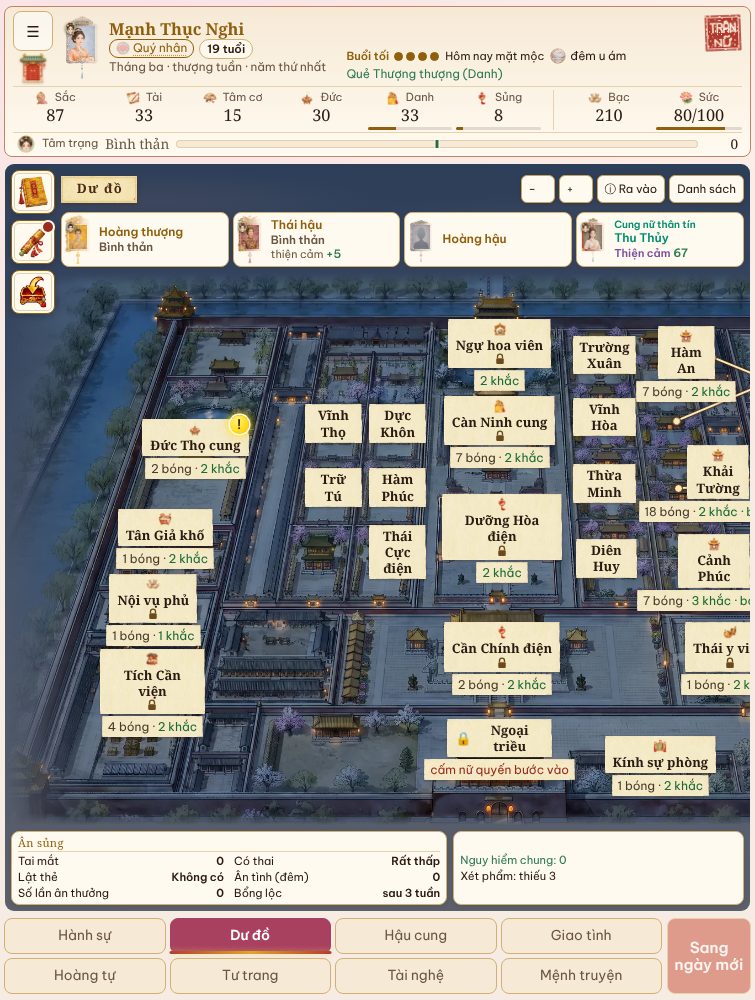 Mạnh Thục Nghi
Quý nhân
19 tuổi
Tháng ba · thượng tuần · năm thứ nhất
Buổi tối
Hôm nay mặt mộc
đêm u ám
Quẻ Thượng thượng (Danh)
TRÂM NỮ
Sắc
87
Tài
33
Tâm cơ
15
Đức
30
Danh
33
Sủng
8
Bạc
210
Sức
80/100
Tâm trạng Bình thản
0
Dư đồ
−
+
ⓘ Ra vào
Danh sách
Hoàng thượng
Bình thản
Thái hậu
Bình thản
thiện cảm +5
Hoàng hậu
Cung nữ thân tín
Thu Thủy
Thiện cảm 67
Ngự hoa viên
2 khắc
Trường
Xuân
Hàm
An
7 bóng · 2 khắc
Đức Thọ cung
!
2 bóng · 2 khắc
Vĩnh
Thọ
Dực
Khôn
Càn Ninh cung
7 bóng · 2 khắc
Vĩnh
Hòa
Trữ
Tú
Hàm
Phúc
Thừa
Minh
Khải
Tường
18 bóng · 2 khắc · b
Tân Giả khố
1 bóng · 2 khắc
Thái
Cực
điện
Dưỡng Hòa
điện
2 khắc
Diên
Huy
Cảnh
Phúc
7 bóng · 3 khắc · bạ
Nội vụ phủ
1 bóng · 1 khắc
Tích Cần
viện
4 bóng · 2 khắc
Cần Chính điện
2 bóng · 2 khắc
Thái y vi
1 bóng · 2 k
Ngoại
triều
cấm nữ quyến bước vào
Kính sự phòng
1 bóng · 2 khắc
Ân sủng
Tai mắt 0
Có thai Rất thấp
Lật thẻ Không có
Ân tình (đêm) 0
Số lần ân thưởng 0
Bổng lộc sau 3 tuần
Nguy hiểm chung: 0
Xét phẩm: thiếu 3
Hành sự
Dư đồ
Hậu cung
Giao tình
Hoàng tự
Tư trang
Tài nghệ
Mệnh truyện
Sang
ngày mới